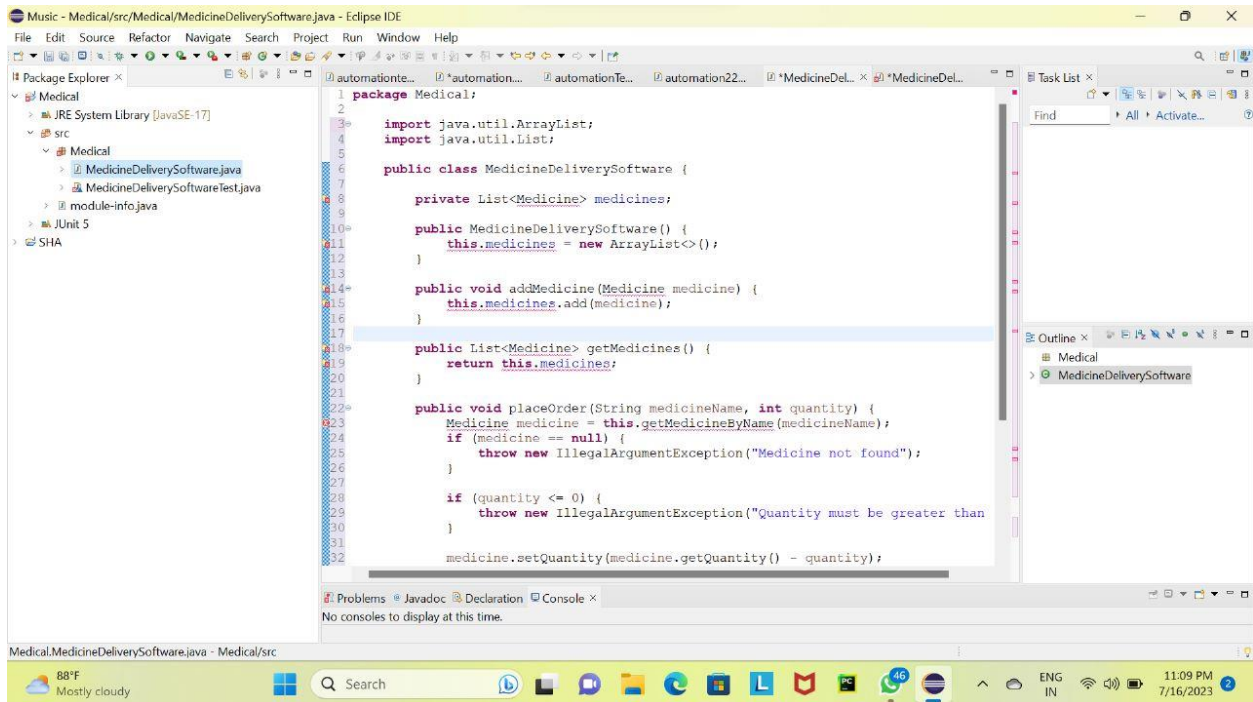 Music - Medical/src/Medical/MedicineDeliverySoftware.java - Eclipse IDE
File Edit Source Refactor Navigate Search Project Run Window Help
Package Explorer ×
Medical
JRE System Library [JavaSE-17]
src
Medical
MedicineDeliverySoftware.java
MedicineDeliverySoftwareTest.java
module-info.java
JUnit 5
SHA
automationte... *automation.... automationTe... automation22... *MedicineDel... × *MedicineDel...
1 package Medical;
2
3 import java.util.ArrayList;
4 import java.util.List;
5
6 public class MedicineDeliverySoftware {
7
8 private List<Medicine> medicines;
9
10 public MedicineDeliverySoftware() {
11 this.medicines = new ArrayList<>();
12 }
13
14 public void addMedicine(Medicine medicine) {
15 this.medicines.add(medicine);
16 }
17
18 public List<Medicine> getMedicines() {
19 return this.medicines;
20 }
21
22 public void placeOrder(String medicineName, int quantity) {
23 Medicine medicine = this.getMedicineByName(medicineName);
24 if (medicine == null) {
25 throw new IllegalArgumentException("Medicine not found");
26 }
27
28 if (quantity <= 0) {
29 throw new IllegalArgumentException("Quantity must be greater than
30 }
31
32 medicine.setQuantity(medicine.getQuantity() - quantity);
Problems Javadoc Declaration Console ×
No consoles to display at this time.
Task List ×
Find All Activate...
Outline ×
Medical
MedicineDeliverySoftware
Medical.MedicineDeliverySoftware.java - Medical/src
88°F
Mostly cloudy
Search
46
ENG
IN
11:09 PM
7/16/2023
2